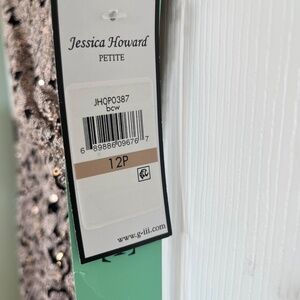 Jessica Howard
PETITE
JHQP0387
bcw
6 89886 09676 7
12P
www.g-iii.com